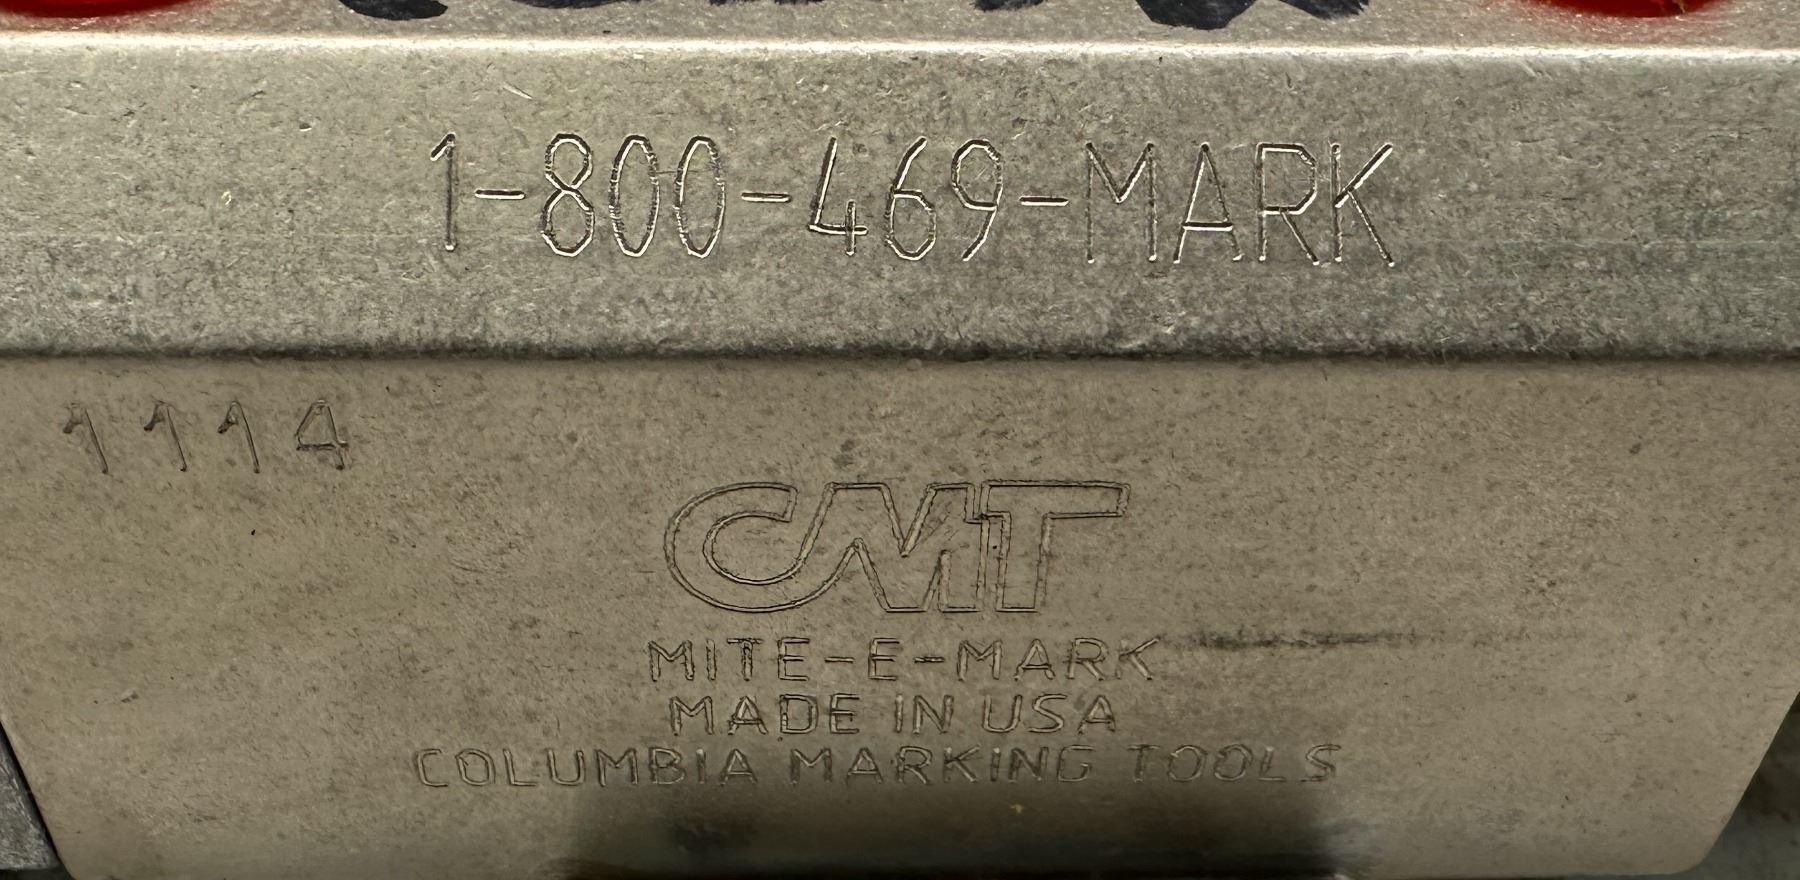 1-800-469-MARK
1114
CMT
MITE-E-MARK
MADE IN USA
COLUMBIA MARKING TOOLS